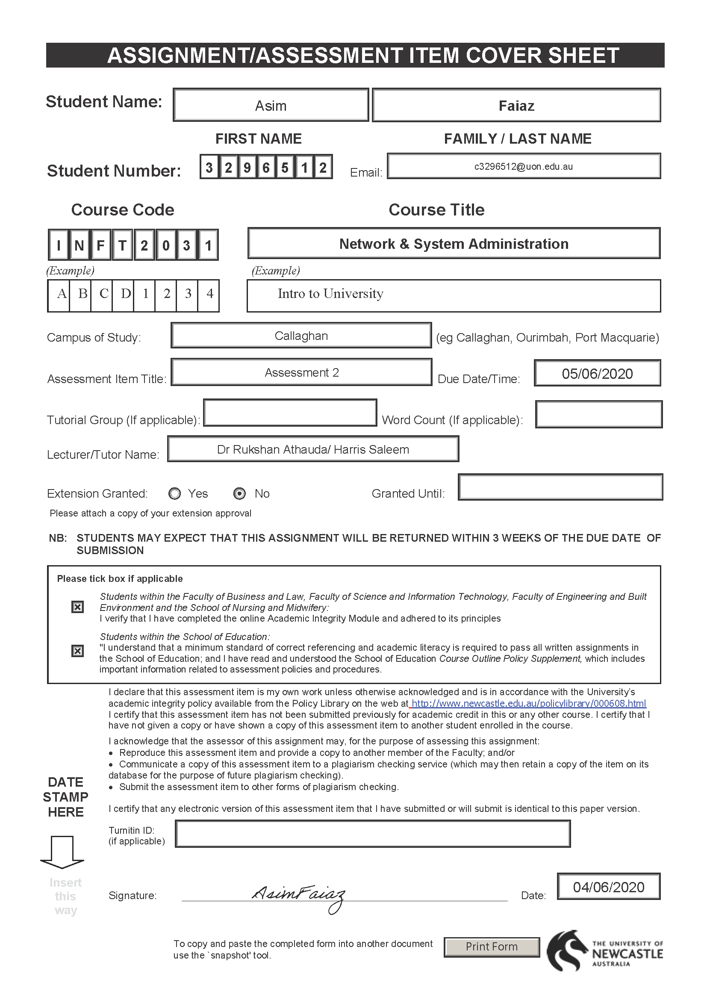 ASSIGNMENT/ASSESSMENT ITEM COVER SHEET
Student Name: Asim Faiaz
FIRST NAME FAMILY / LAST NAME
Student Number: 3 2 9 6 5 1 2 Email: c3296512@uon.edu.au
Course Code Course Title
I N F T 2 0 3 1 Network & System Administration
(Example) (Example)
A B C D 1 2 3 4 Intro to University
Campus of Study: Callaghan (eg Callaghan, Ourimbah, Port Macquarie)
Assessment Item Title: Assessment 2 Due Date/Time: 05/06/2020
Tutorial Group (If applicable): Word Count (If applicable):
Lecturer/Tutor Name: Dr Rukshan Athauda/ Harris Saleem
Extension Granted: Yes No Granted Until:
Please attach a copy of your extension approval
NB: STUDENTS MAY EXPECT THAT THIS ASSIGNMENT WILL BE RETURNED WITHIN 3 WEEKS OF THE DUE DATE OF
SUBMISSION
Please tick box if applicable
Students within the Faculty of Business and Law, Faculty of Science and Information Technology, Faculty of Engineering and Built
Environment and the School of Nursing and Midwifery:
I verify that I have completed the online Academic Integrity Module and adhered to its principles
Students within the School of Education:
"I understand that a minimum standard of correct referencing and academic literacy is required to pass all written assignments in
the School of Education; and I have read and understood the School of Education Course Outline Policy Supplement, which includes
important information related to assessment policies and procedures.
I declare that this assessment item is my own work unless otherwise acknowledged and is in accordance with the University’s
academic integrity policy available from the Policy Library on the web at http://www.newcastle.edu.au/policylibrary/000608.html
I certify that this assessment item has not been submitted previously for academic credit in this or any other course. I certify that I
have not given a copy or have shown a copy of this assessment item to another student enrolled in the course.
I acknowledge that the assessor of this assignment may, for the purpose of assessing this assignment:
• Reproduce this assessment item and provide a copy to another member of the Faculty; and/or
• Communicate a copy of this assessment item to a plagiarism checking service (which may then retain a copy of the item on its
database for the purpose of future plagiarism checking).
• Submit the assessment item to other forms of plagiarism checking.
DATE
STAMP
HERE
I certify that any electronic version of this assessment item that I have submitted or will submit is identical to this paper version.
Turnitin ID:
(if applicable)
Insert
this
way
Signature: AsimFaiaz Date: 04/06/2020
To copy and paste the completed form into another document
use the `snapshot' tool.
Print Form
THE UNIVERSITY OF
NEWCASTLE
AUSTRALIA